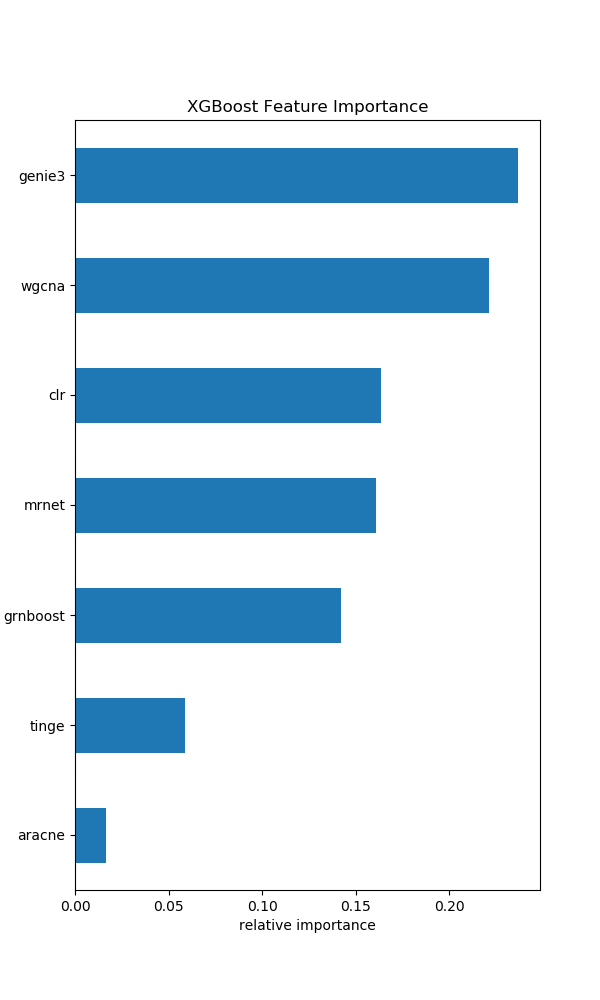 XGBoost Feature Importance
genie3
wgcna
clr
mrnet
grnboost
tinge
aracne
0.00 0.05 0.10 0.15 0.20
relative importance